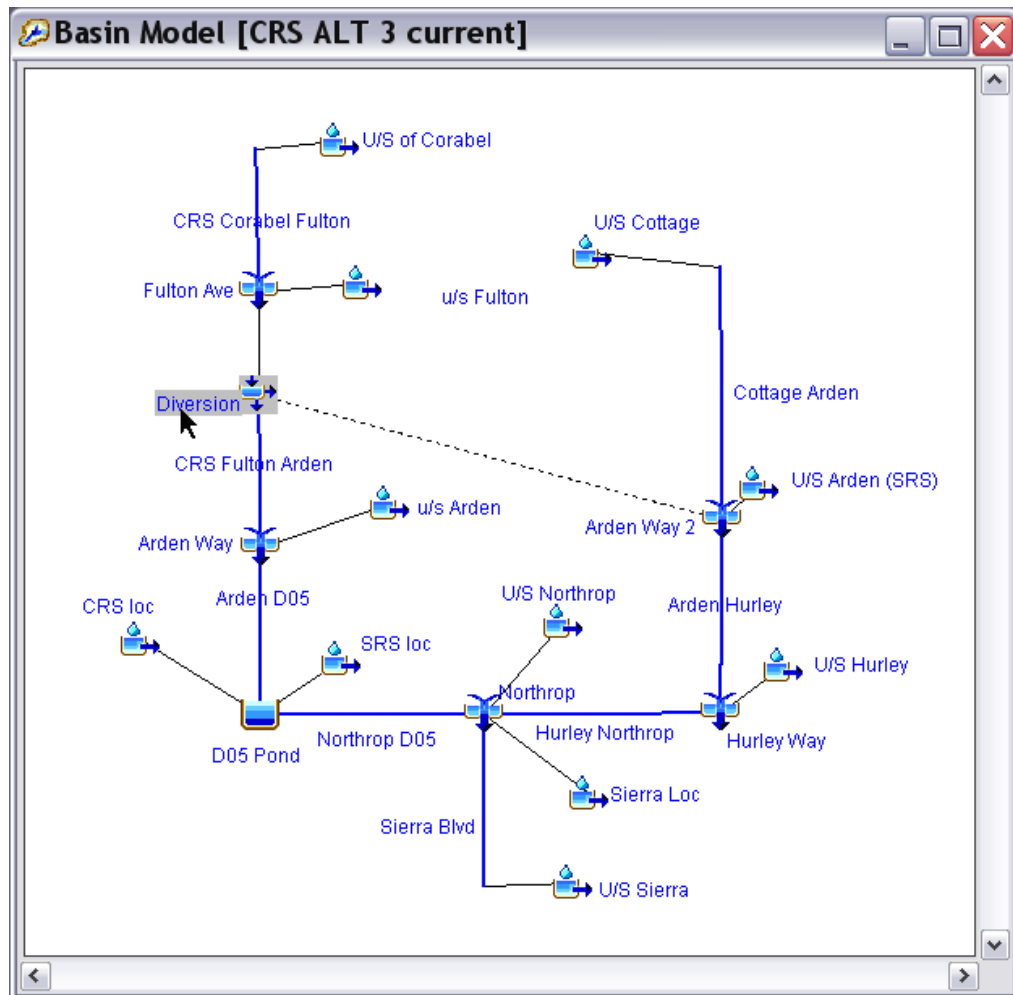 Basin Model [CRS ALT 3 current]
U/S of Corabel
CRS Corabel Fulton
U/S Cottage
Fulton Ave
u/s Fulton
Diversion
Cottage Arden
CRS Fulton Arden
U/S Arden (SRS)
u/s Arden
Arden Way 2
Arden Way
Arden D05
U/S Northrop
Arden Hurley
CRS loc
SRS loc
U/S Hurley
Northrop
Northrop D05
Hurley Northrop
Hurley Way
D05 Pond
Sierra Loc
Sierra Blvd
U/S Sierra